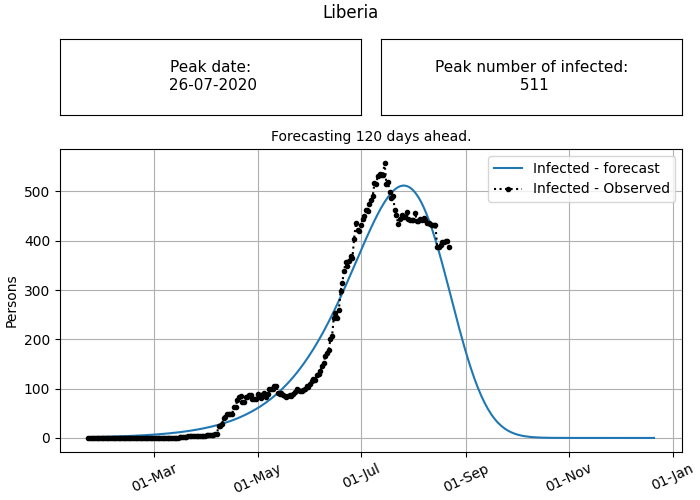 Liberia
Peak date:
26-07-2020
Peak number of infected:
511
Forecasting 120 days ahead.
Infected - forecast
Infected - Observed
Persons
500
400
300
200
100
0
01-Mar
01-May
01-Jul
01-Sep
01-Nov
01-Jan